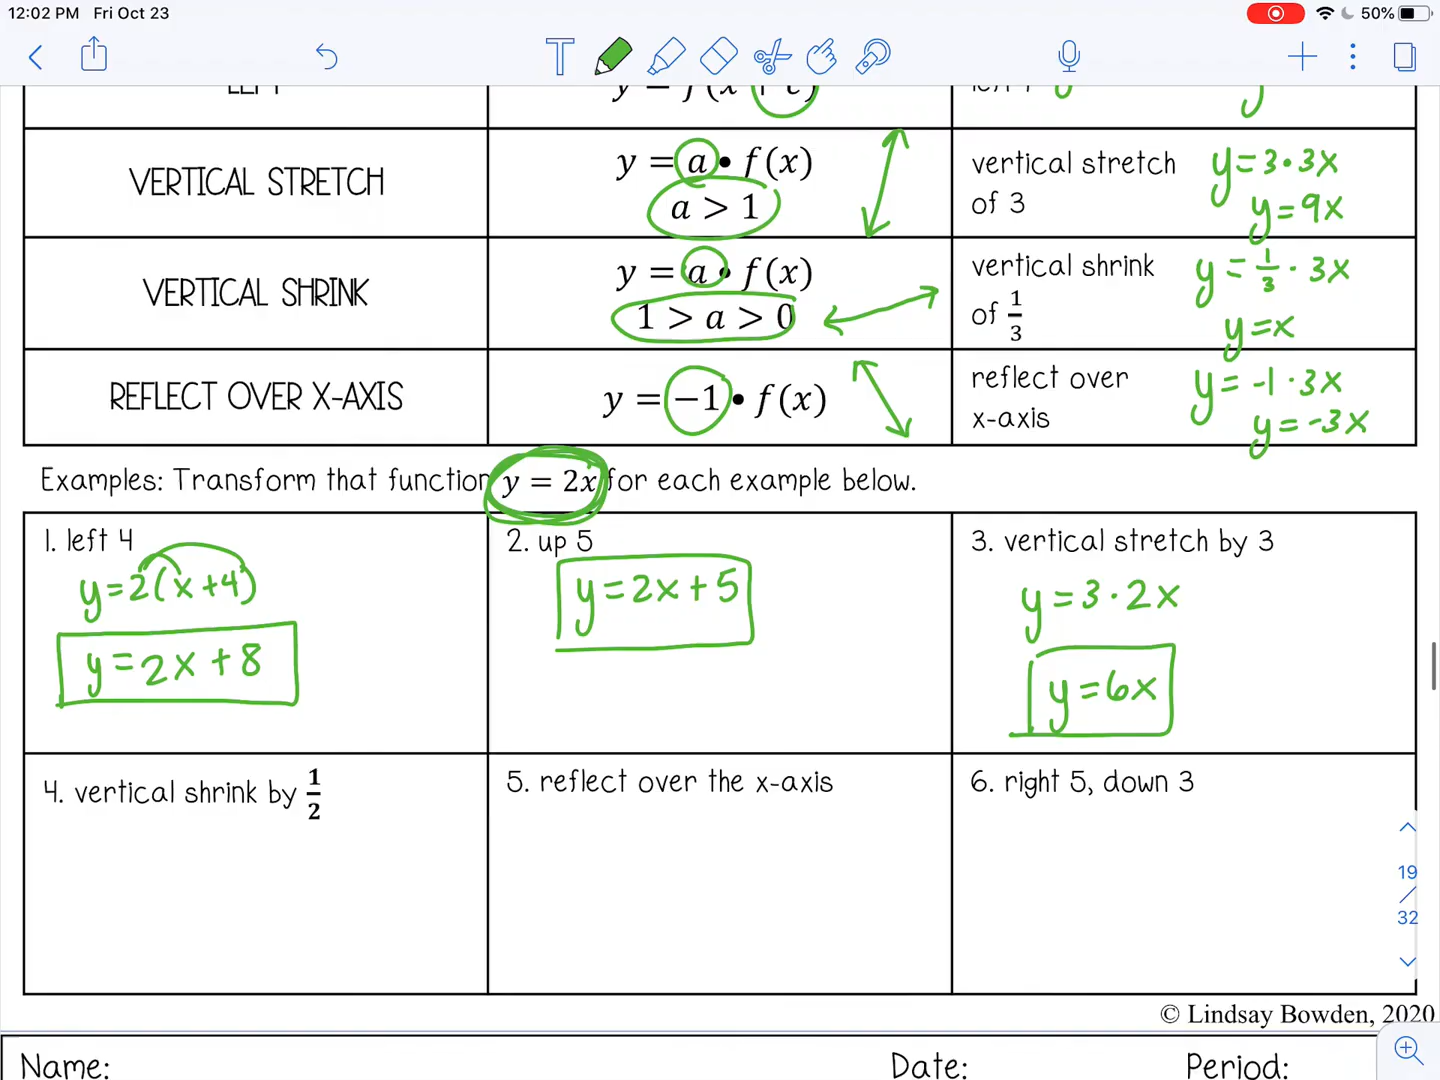 12:02 PM Fri Oct 23 50%
LEFT y = f(x + c)
VERTICAL STRETCH y = a • f(x) a > 1 vertical stretch of 3 y = 3 · 3x y = 9x
VERTICAL SHRINK y = a • f(x) 1 > a > 0 vertical shrink of 1/3 y = 1/3 · 3x y = x
REFLECT OVER X-AXIS y = −1 • f(x) reflect over x-axis y = -1 · 3x y = -3x
Examples: Transform that function y = 2x for each example below.
1. left 4
y = 2(x + 4)
y = 2x + 8
2. up 5
y = 2x + 5
3. vertical stretch by 3
y = 3 · 2x
y = 6x
4. vertical shrink by 1/2
5. reflect over the x-axis
6. right 5, down 3
19
/
32
© Lindsay Bowden, 2020
Name: Date: Period: